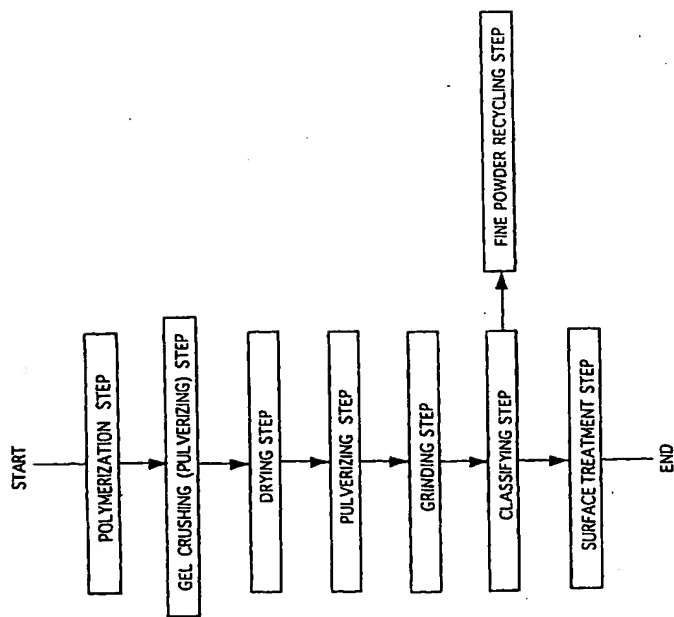 START
POLYMERIZATION STEP
GEL CRUSHING (PULVERIZING) STEP
DRYING STEP
PULVERIZING STEP
GRINDING STEP
CLASSIFYING STEP
FINE POWDER RECYCLING STEP
SURFACE TREATMENT STEP
END